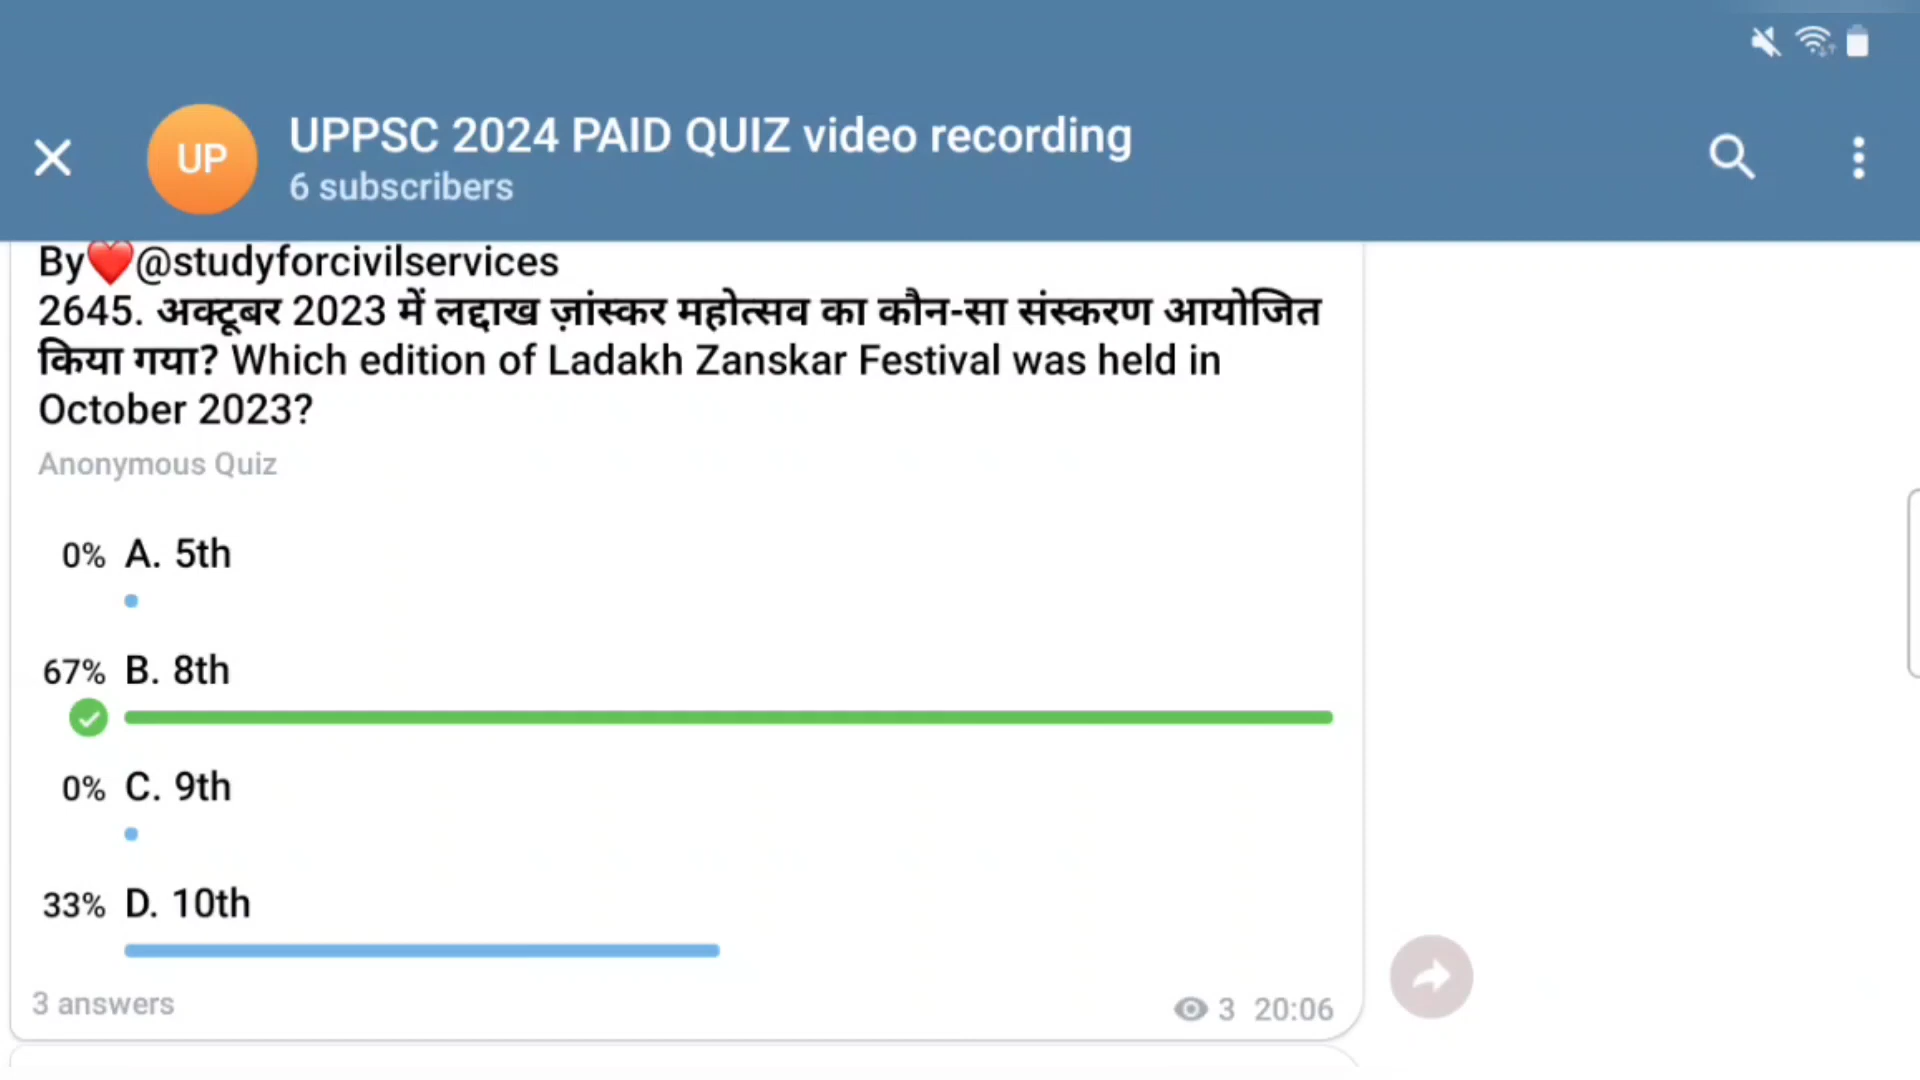 UP
UPPSC 2024 PAID QUIZ video recording
6 subscribers
By❤️@studyforcivilservices
2645. अक्टूबर 2023 में लद्दाख ज़ांस्कर महोत्सव का कौन-सा संस्करण आयोजित
किया गया? Which edition of Ladakh Zanskar Festival was held in
October 2023?
Anonymous Quiz
0% A. 5th
67% B. 8th
0% C. 9th
33% D. 10th
3 answers
3 20:06